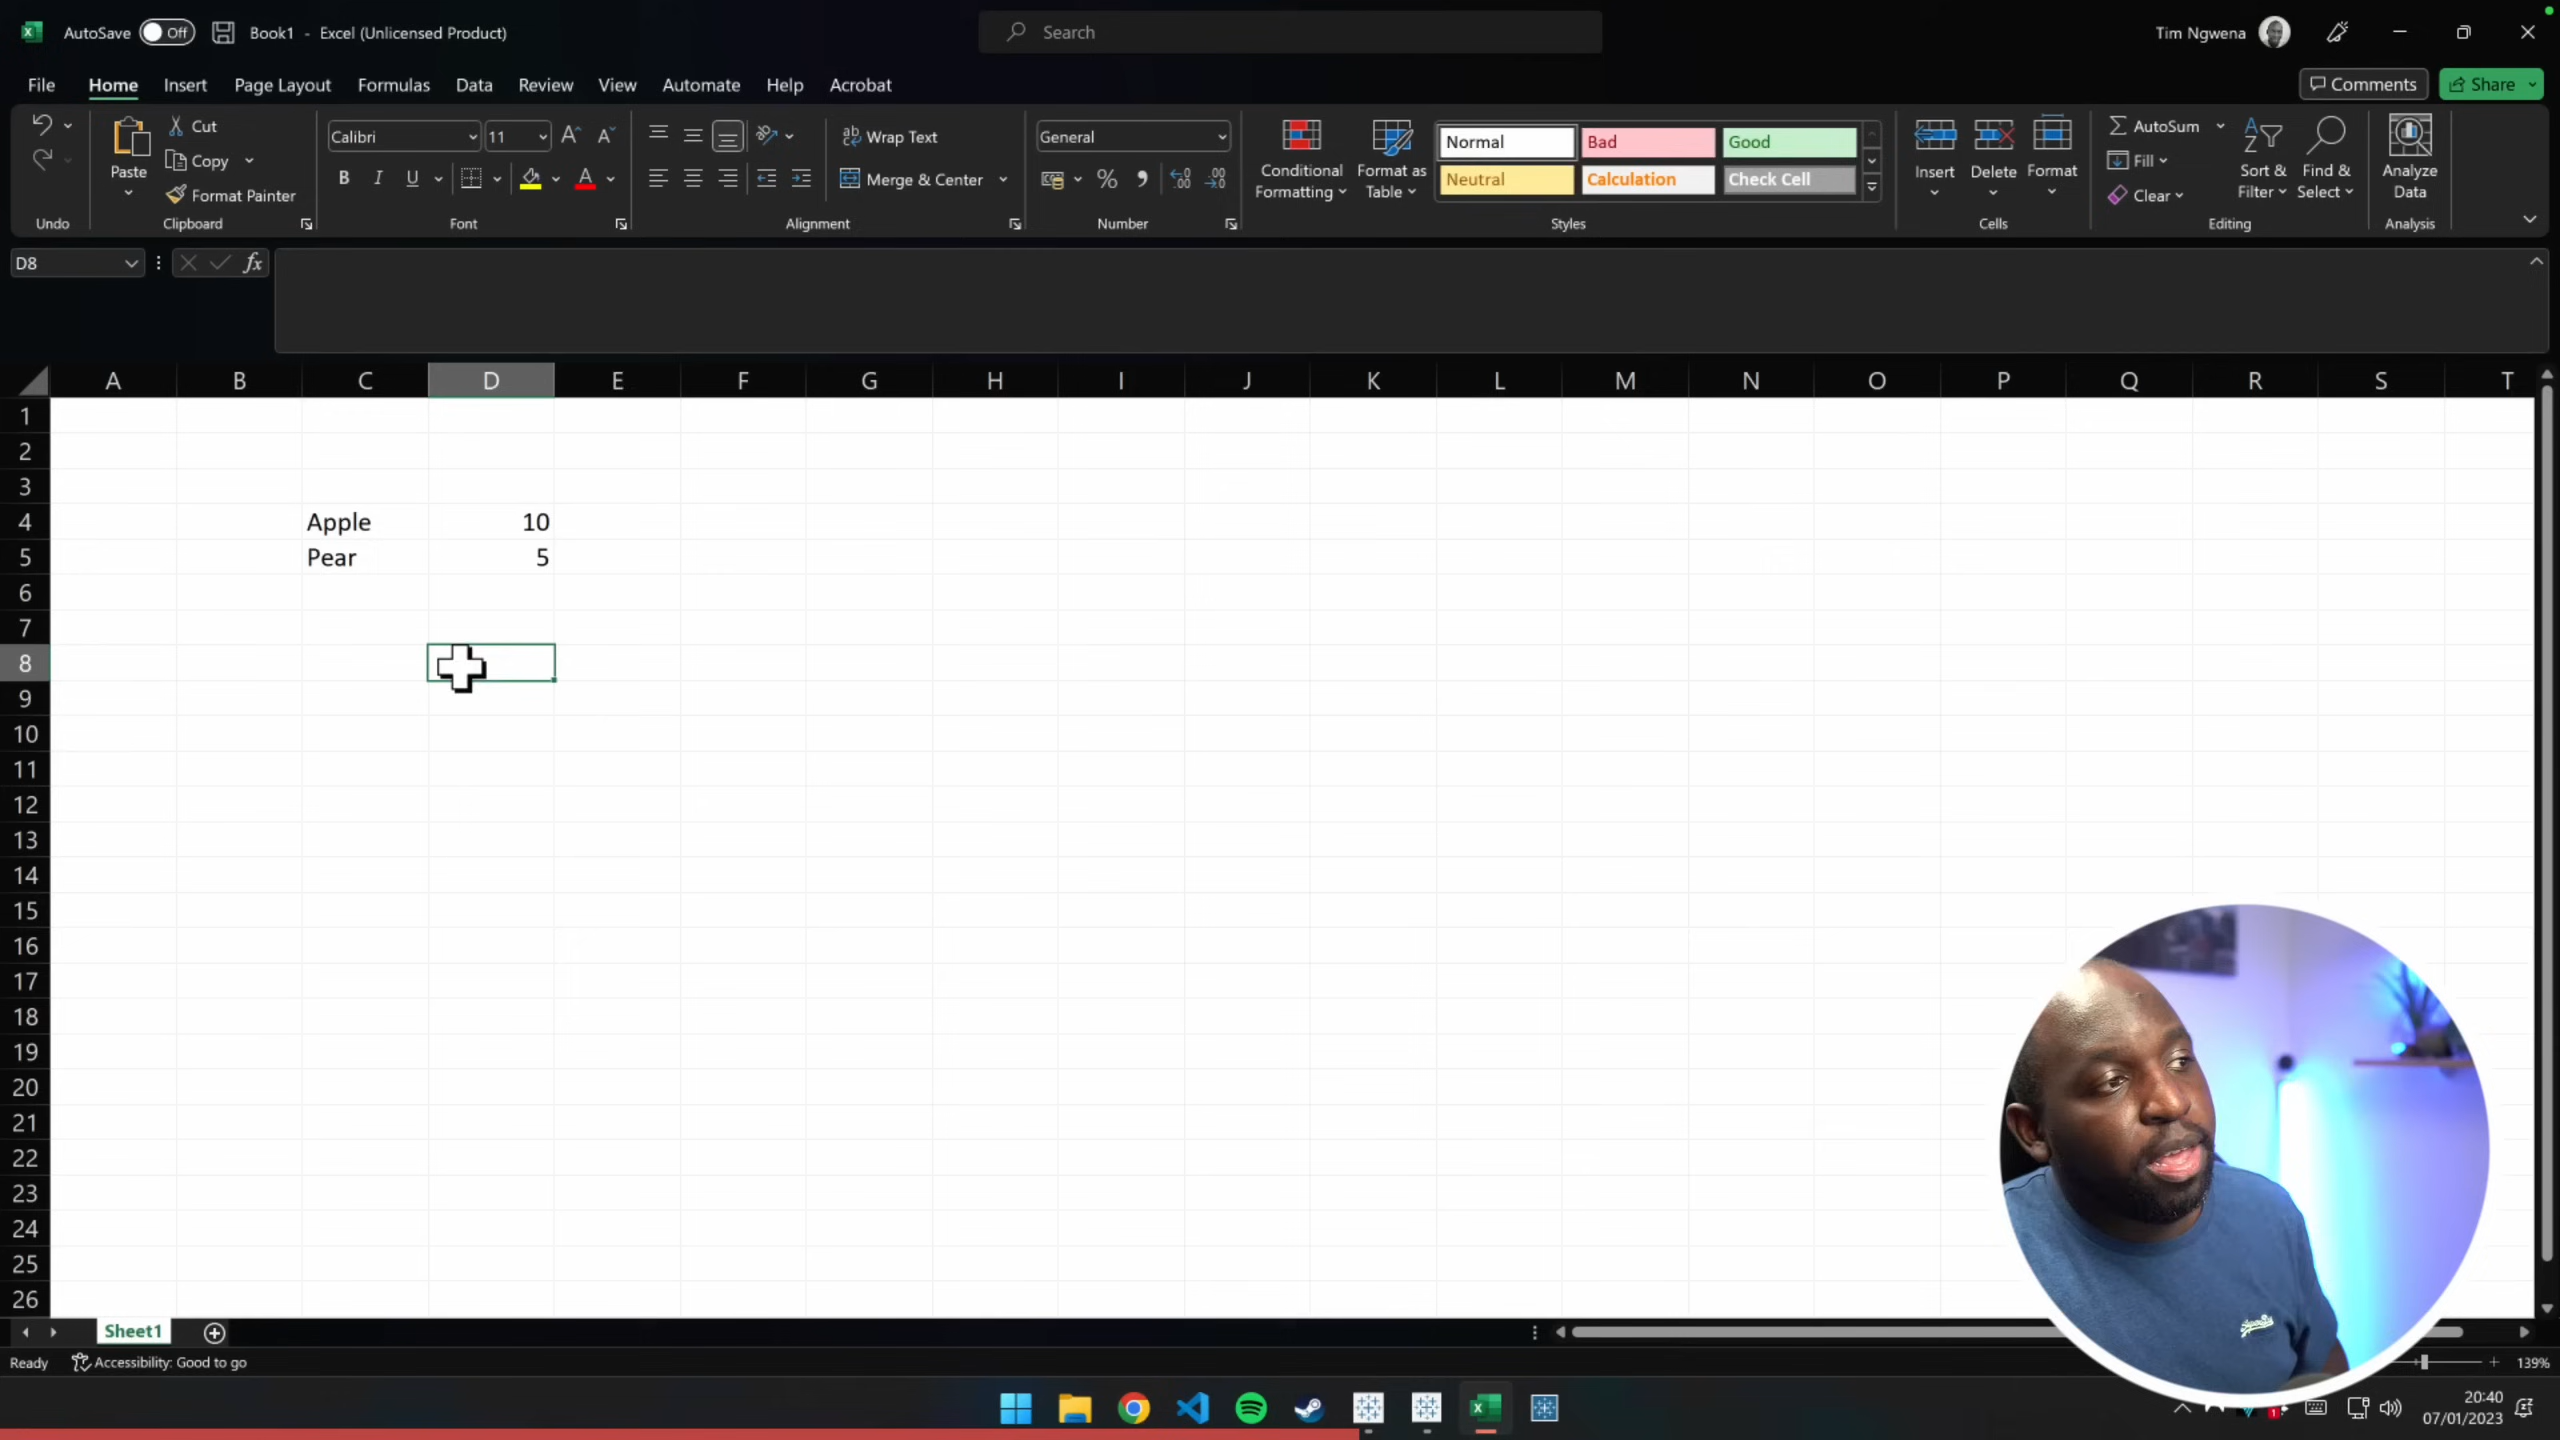 AutoSave Off Book1 - Excel (Unlicensed Product) Search Tim Ngwena
File Home Insert Page Layout Formulas Data Review View Automate Help Acrobat Comments Share
Cut
Copy
Format Painter
Paste
Undo
Clipboard
Calibri 11
B I U A
Font
Wrap Text
Merge & Center
Alignment
General
%
Number
Conditional Formatting
Format as Table
Normal Bad Good
Neutral Calculation Check Cell
Styles
Insert Delete Format
Cells
AutoSum
Fill
Clear
Sort & Filter
Find & Select
Editing
Analyze Data
Analysis
D8 fx
A B C D E F G H I J K L M N O P Q R S T
1
2
3
4 Apple 10
5 Pear 5
6
7
8
9
10
11
12
13
14
15
16
17
18
19
20
21
22
23
24
25
26
Sheet1
Ready Accessibility: Good to go 139%
20:40
07/01/2023